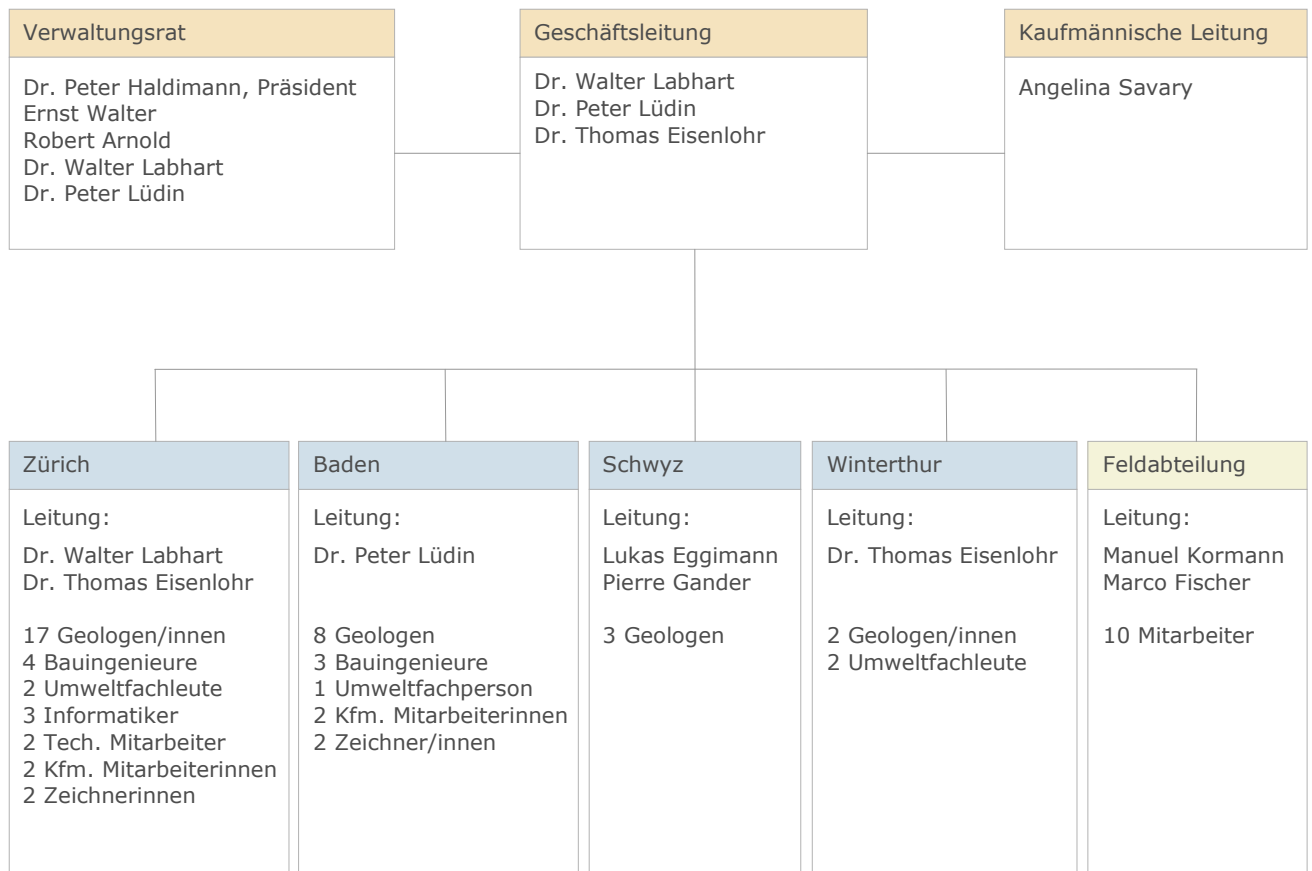 Verwaltungsrat
Dr. Peter Haldimann, Präsident
Ernst Walter
Robert Arnold
Dr. Walter Labhart
Dr. Peter Lüdin
Geschäftsleitung
Dr. Walter Labhart
Dr. Peter Lüdin
Dr. Thomas Eisenlohr
Kaufmännische Leitung
Angelina Savary
Zürich
Leitung:
Dr. Walter Labhart
Dr. Thomas Eisenlohr
17 Geologen/innen
4 Bauingenieure
2 Umweltfachleute
3 Informatiker
2 Tech. Mitarbeiter
2 Kfm. Mitarbeiterinnen
2 Zeichnerinnen
Baden
Leitung:
Dr. Peter Lüdin
8 Geologen
3 Bauingenieure
1 Umweltfachperson
2 Kfm. Mitarbeiterinnen
2 Zeichner/innen
Schwyz
Leitung:
Lukas Eggimann
Pierre Gander
3 Geologen
Winterthur
Leitung:
Dr. Thomas Eisenlohr
2 Geologen/innen
2 Umweltfachleute
Feldabteilung
Leitung:
Manuel Kormann
Marco Fischer
10 Mitarbeiter